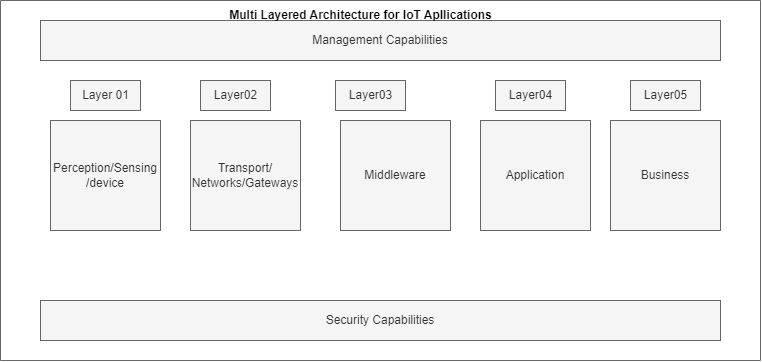 Multi Layered Architecture for IoT Apllications
Management Capabilities
Layer 01
Layer02
Layer03
Layer04
Layer05
Perception/Sensing
/device
Transport/
Networks/Gateways
Middleware
Application
Business
Security Capabilities